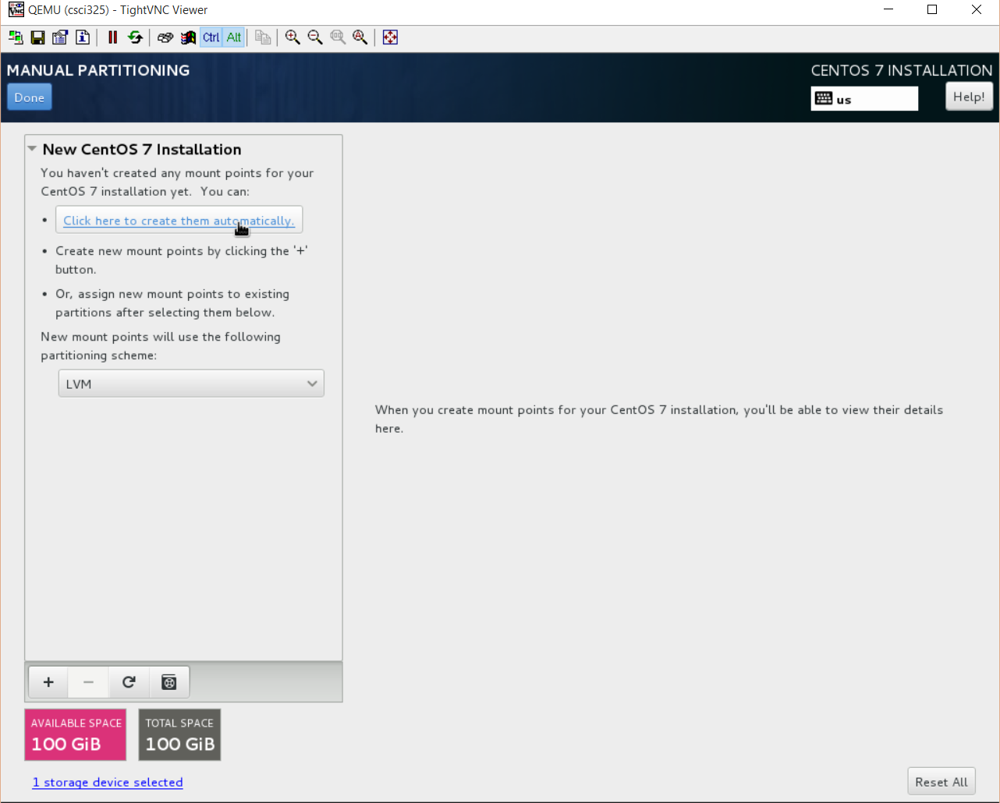 QEMU (csci325) - TightVNC Viewer
Ctrl Alt
MANUAL PARTITIONING
CENTOS 7 INSTALLATION
Done
us
Help!
New CentOS 7 Installation
You haven't created any mount points for your
CentOS 7 installation yet. You can:
• Click here to create them automatically.
• Create new mount points by clicking the '+'
button.
• Or, assign new mount points to existing
partitions after selecting them below.
New mount points will use the following
partitioning scheme:
LVM
When you create mount points for your CentOS 7 installation, you'll be able to view their details
here.
+ −
AVAILABLE SPACE
100 GiB
TOTAL SPACE
100 GiB
1 storage device selected
Reset All